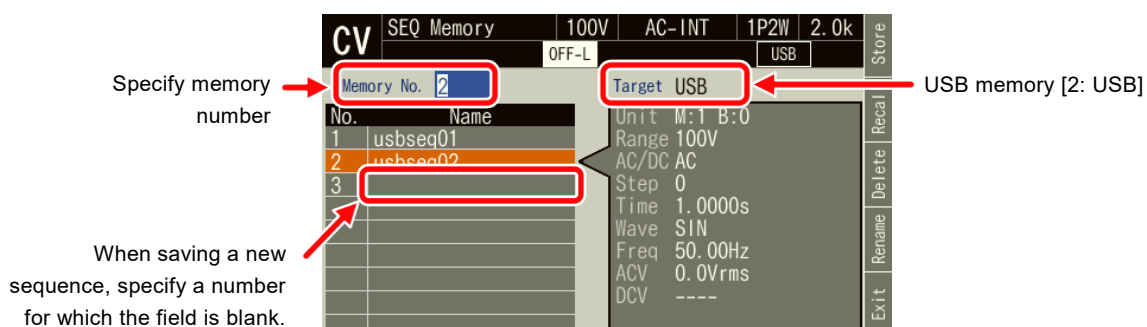 CV SEQ Memory 100V AC-INT 1P2W 2.0k
OFF-L USB
Memory No. 2
Target USB
No. Name
1 usbseq01
2 usbseq02
3
Unit M:1 B:0
Range 100V
AC/DC AC
Step 0
Time 1.0000s
Wave SIN
Freq 50.00Hz
ACV 0.0Vrms
DCV ----
Store
Recal
Delete
Rename
Exit
Specify memory
number
When saving a new
sequence, specify a number
for which the field is blank.
USB memory [2: USB]